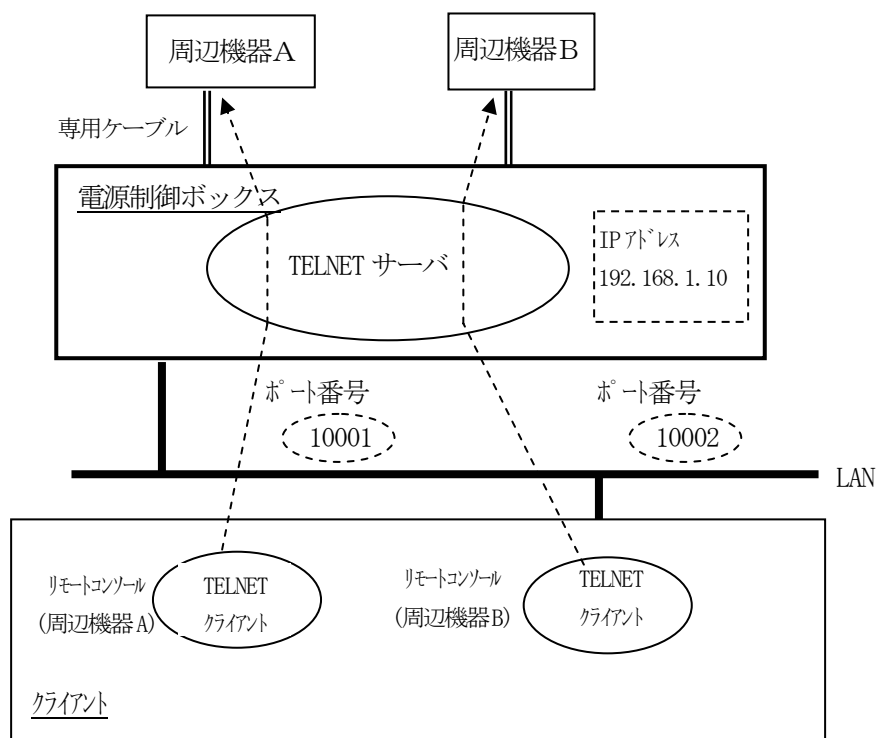 周辺機器A
周辺機器B
専用ケーブル
電源制御ボックス
TELNET サーバ
IPアドレス
192.168.1.10
ポート番号
10001
ポート番号
10002
LAN
リモートコンソール
(周辺機器A)
TELNET
クライアント
リモートコンソール
(周辺機器B)
TELNET
クライアント
クライアント